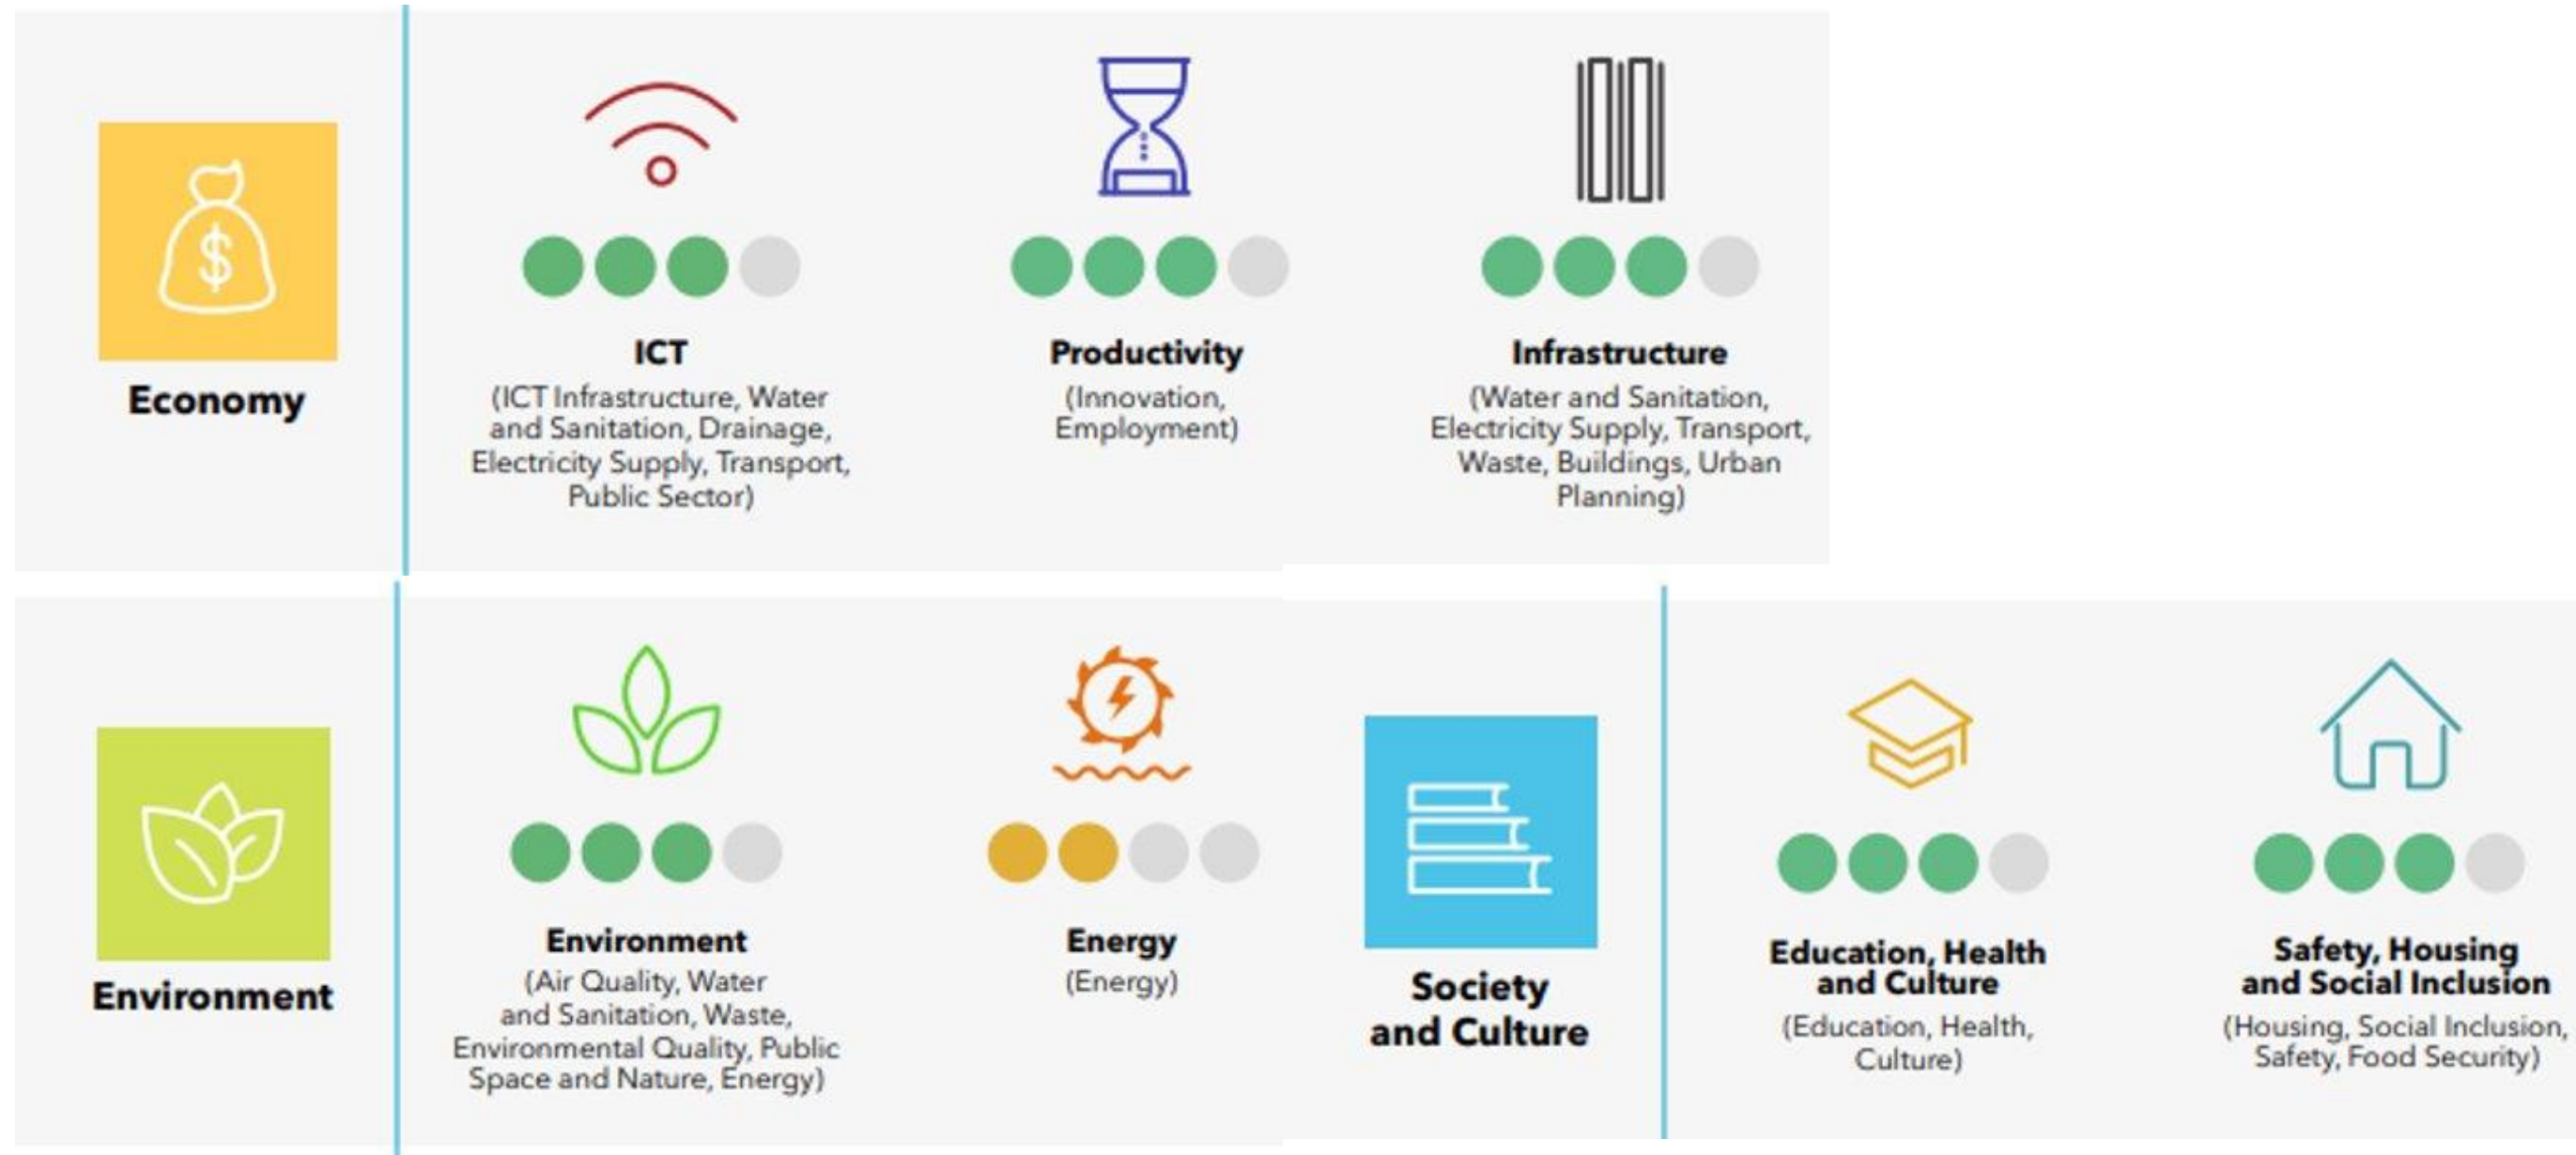 Economy
ICT
(ICT Infrastructure, Water
and Sanitation, Drainage,
Electricity Supply, Transport,
Public Sector)
Productivity
(Innovation,
Employment)
Infrastructure
(Water and Sanitation,
Electricity Supply, Transport,
Waste, Buildings, Urban
Planning)
Environment
Environment
(Air Quality, Water
and Sanitation, Waste,
Environmental Quality, Public
Space and Nature, Energy)
Energy
(Energy)
Society
and Culture
Education, Health
and Culture
(Education, Health,
Culture)
Safety, Housing
and Social Inclusion
(Housing, Social Inclusion,
Safety, Food Security)